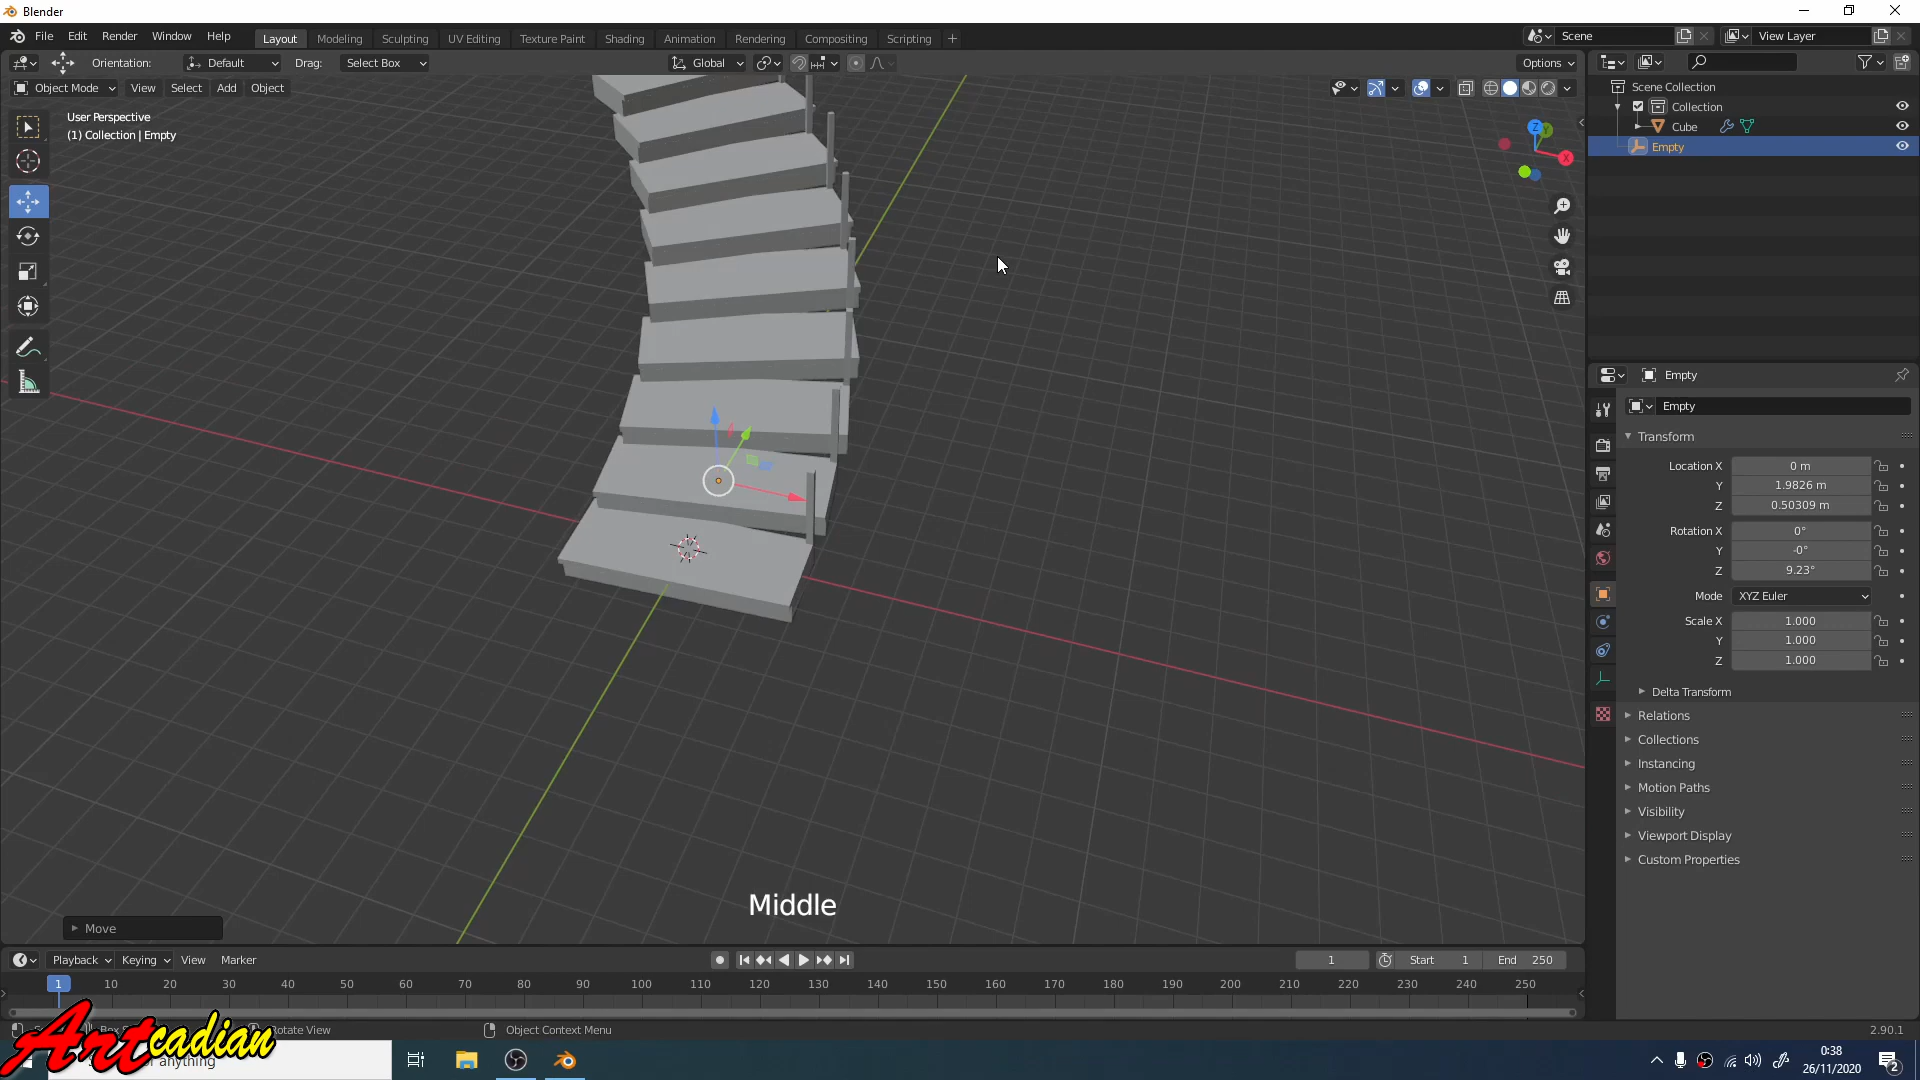 Blender
File Edit Render Window Help Layout Modeling Sculpting UV Editing Texture Paint Shading Animation Rendering Compositing Scripting + Scene View Layer
Orientation: Default Drag: Select Box Global Options
Object Mode View Select Add Object
User Perspective
(1) Collection | Empty
Scene Collection
Collection
Cube
Empty
Z
X
Empty
Empty
Transform
Location X 0 m
Y 1.9826 m
Z 0.50309 m
Rotation X 0°
Y -0°
Z 9.23°
Mode XYZ Euler
Scale X 1.000
Y 1.000
Z 1.000
Delta Transform
Relations
Collections
Instancing
Motion Paths
Visibility
Viewport Display
Custom Properties
Middle
Move
Playback Keying View Marker 1 Start 1 End 250
1 10 20 30 40 50 60 70 80 90 100 110 120 130 140 150 160 170 180 190 200 210 220 230 240 250
Rotate View Object Context Menu 2.90.1
Artcadian
anything
0:38
26/11/2020
2